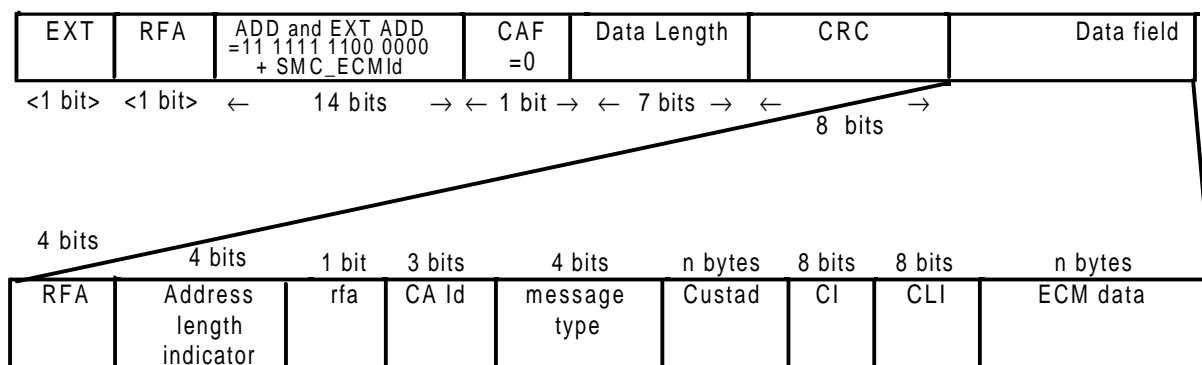 EXT RFA ADD and EXT ADD CAF Data Length CRC Data field
=11 1111 1100 0000 =0
+ SMC_ECMId
<1 bit> <1 bit> ← 14 bits → ← 1 bit → ← 7 bits → ← →
8 bits
4 bits 4 bits 1 bit 3 bits 4 bits n bytes 8 bits 8 bits n bytes
RFA Address rfa CA Id message Custad CI CLI ECM data
length type
indicator